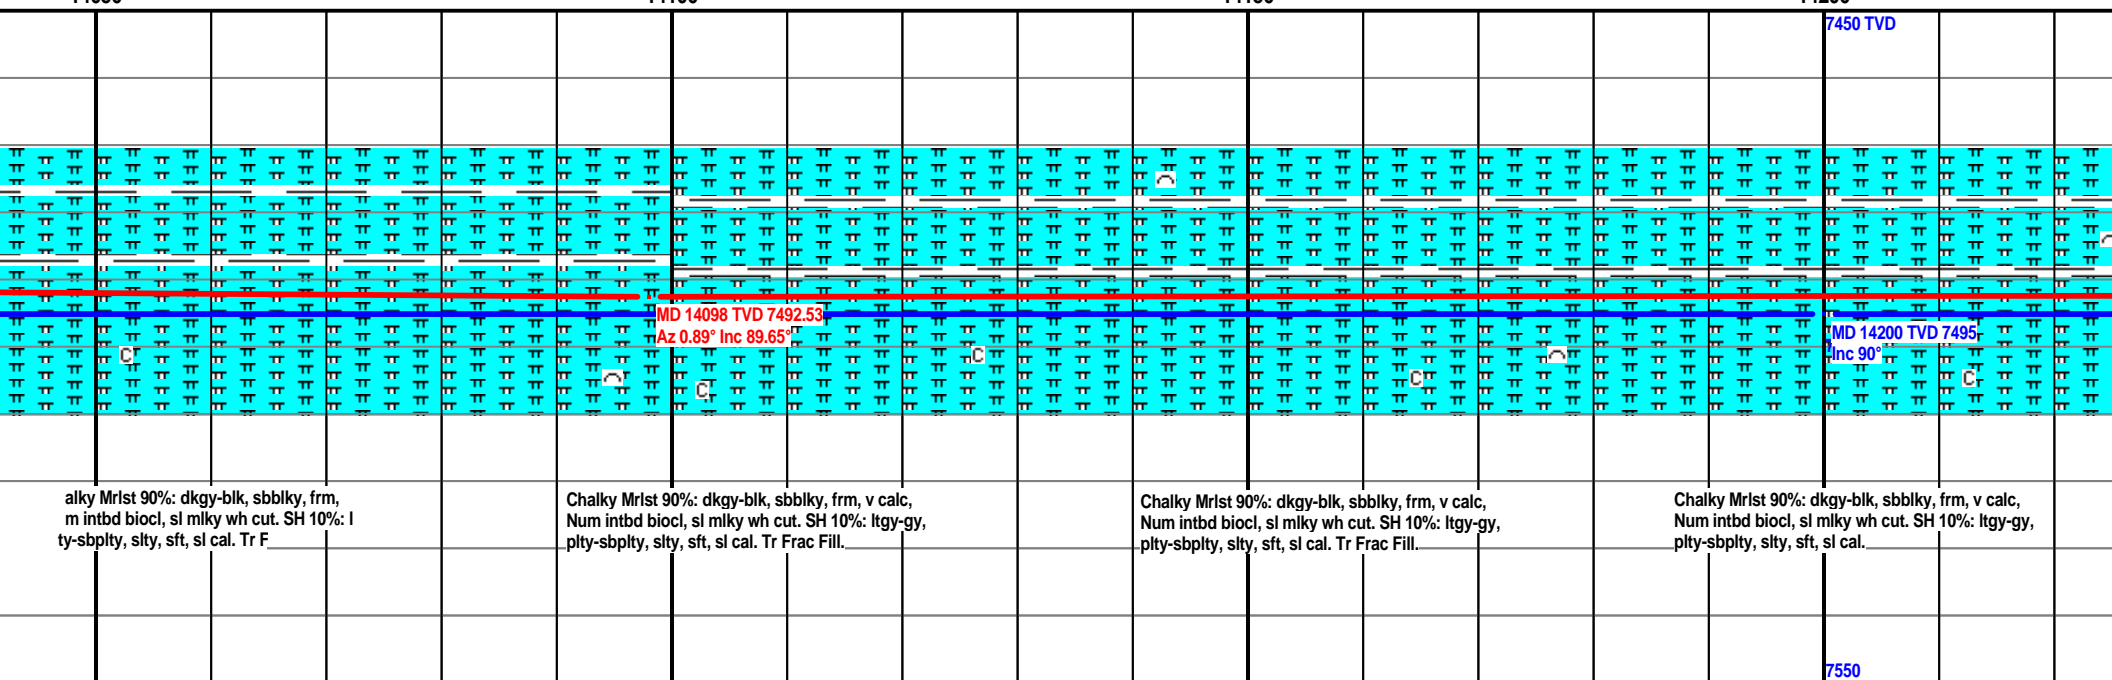 7450 TVD
MD 14098 TVD 7492.53
Az 0.89° Inc 89.65°
MD 14200 TVD 7495
Inc 90°
C
C
C
C
C
alky Mrlst 90%: dkgy-blk, sbblky, frm,
m intbd biocl, sl mlky wh cut. SH 10%: l
ty-sbplty, slty, sft, sl cal. Tr F
Chalky Mrlst 90%: dkgy-blk, sbblky, frm, v calc,
Num intbd biocl, sl mlky wh cut. SH 10%: ltgy-gy,
plty-sbplty, slty, sft, sl cal. Tr Frac Fill.
Chalky Mrlst 90%: dkgy-blk, sbblky, frm, v calc,
Num intbd biocl, sl mlky wh cut. SH 10%: ltgy-gy,
plty-sbplty, slty, sft, sl cal. Tr Frac Fill.
Chalky Mrlst 90%: dkgy-blk, sbblky, frm, v calc,
Num intbd biocl, sl mlky wh cut. SH 10%: ltgy-gy,
plty-sbplty, slty, sft, sl cal.
7550